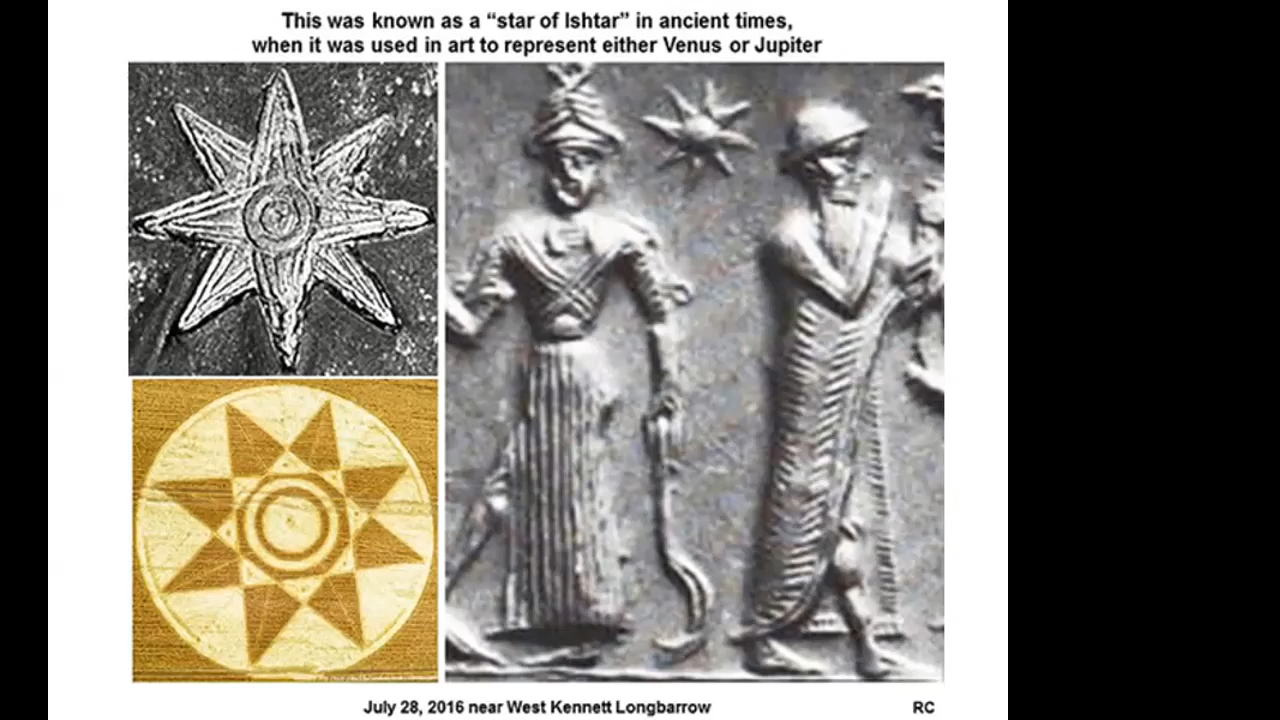 This was known as a “star of Ishtar” in ancient times,
when it was used in art to represent either Venus or Jupiter
July 28, 2016 near West Kennett Longbarrow
RC